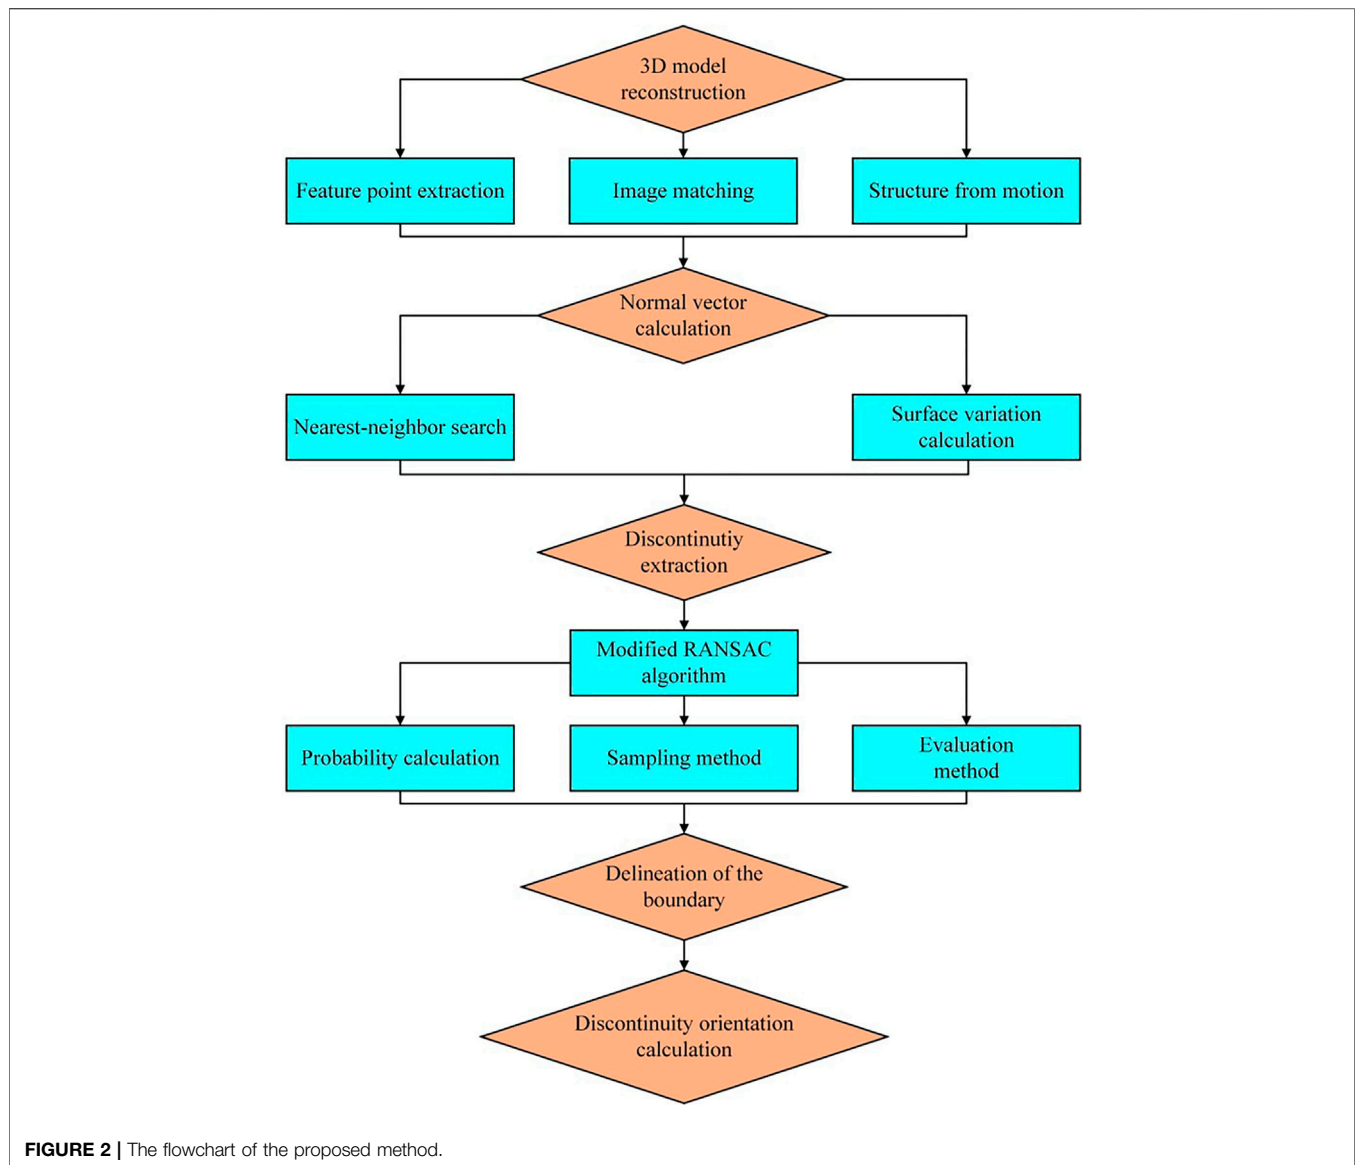 3D model
reconstruction
Feature point extraction
Image matching
Structure from motion
Normal vector
calculation
Nearest-neighbor search
Surface variation
calculation
Discontinutiy
extraction
Modified RANSAC
algorithm
Probability calculation
Sampling method
Evaluation
method
Delineation of the
boundary
Discontinuity orientation
calculation
FIGURE 2 | The flowchart of the proposed method.